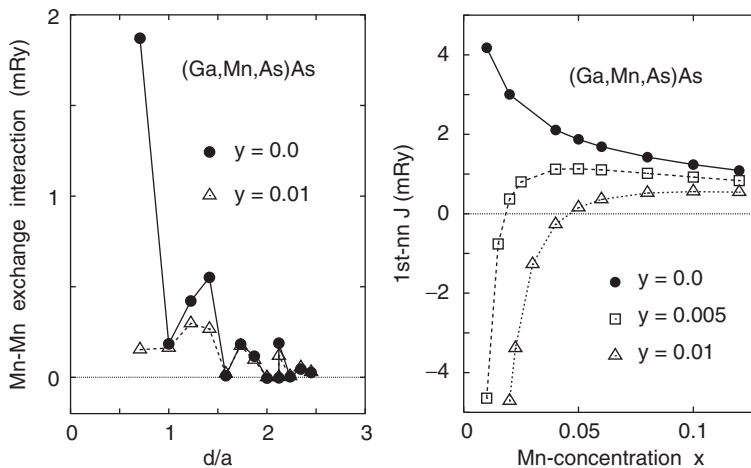 Mn-Mn exchange interaction (mRy)
2
1
0
(Ga,Mn,As)As
y = 0.0
y = 0.01
0
1
2
3
d/a
1st-nn J (mRy)
4
2
0
−2
−4
(Ga,Mn,As)As
y = 0.0
y = 0.005
y = 0.01
0
0.05
0.1
Mn-concentration x